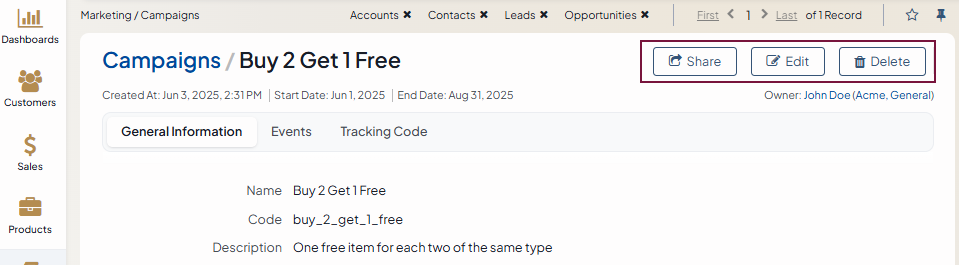 Marketing / Campaigns Accounts ✖ Contacts ✖ Leads ✖ Opportunities ✖ First < 1 > Last of 1 Record
Dashboards
Campaigns / Buy 2 Get 1 Free Share Edit Delete
Created At: Jun 3, 2025, 2:31 PM | Start Date: Jun 1, 2025 | End Date: Aug 31, 2025 Owner: John Doe (Acme, General)
Customers
General Information Events Tracking Code
Sales
Name Buy 2 Get 1 Free
Code buy_2_get_1_free
Products
Description One free item for each two of the same type